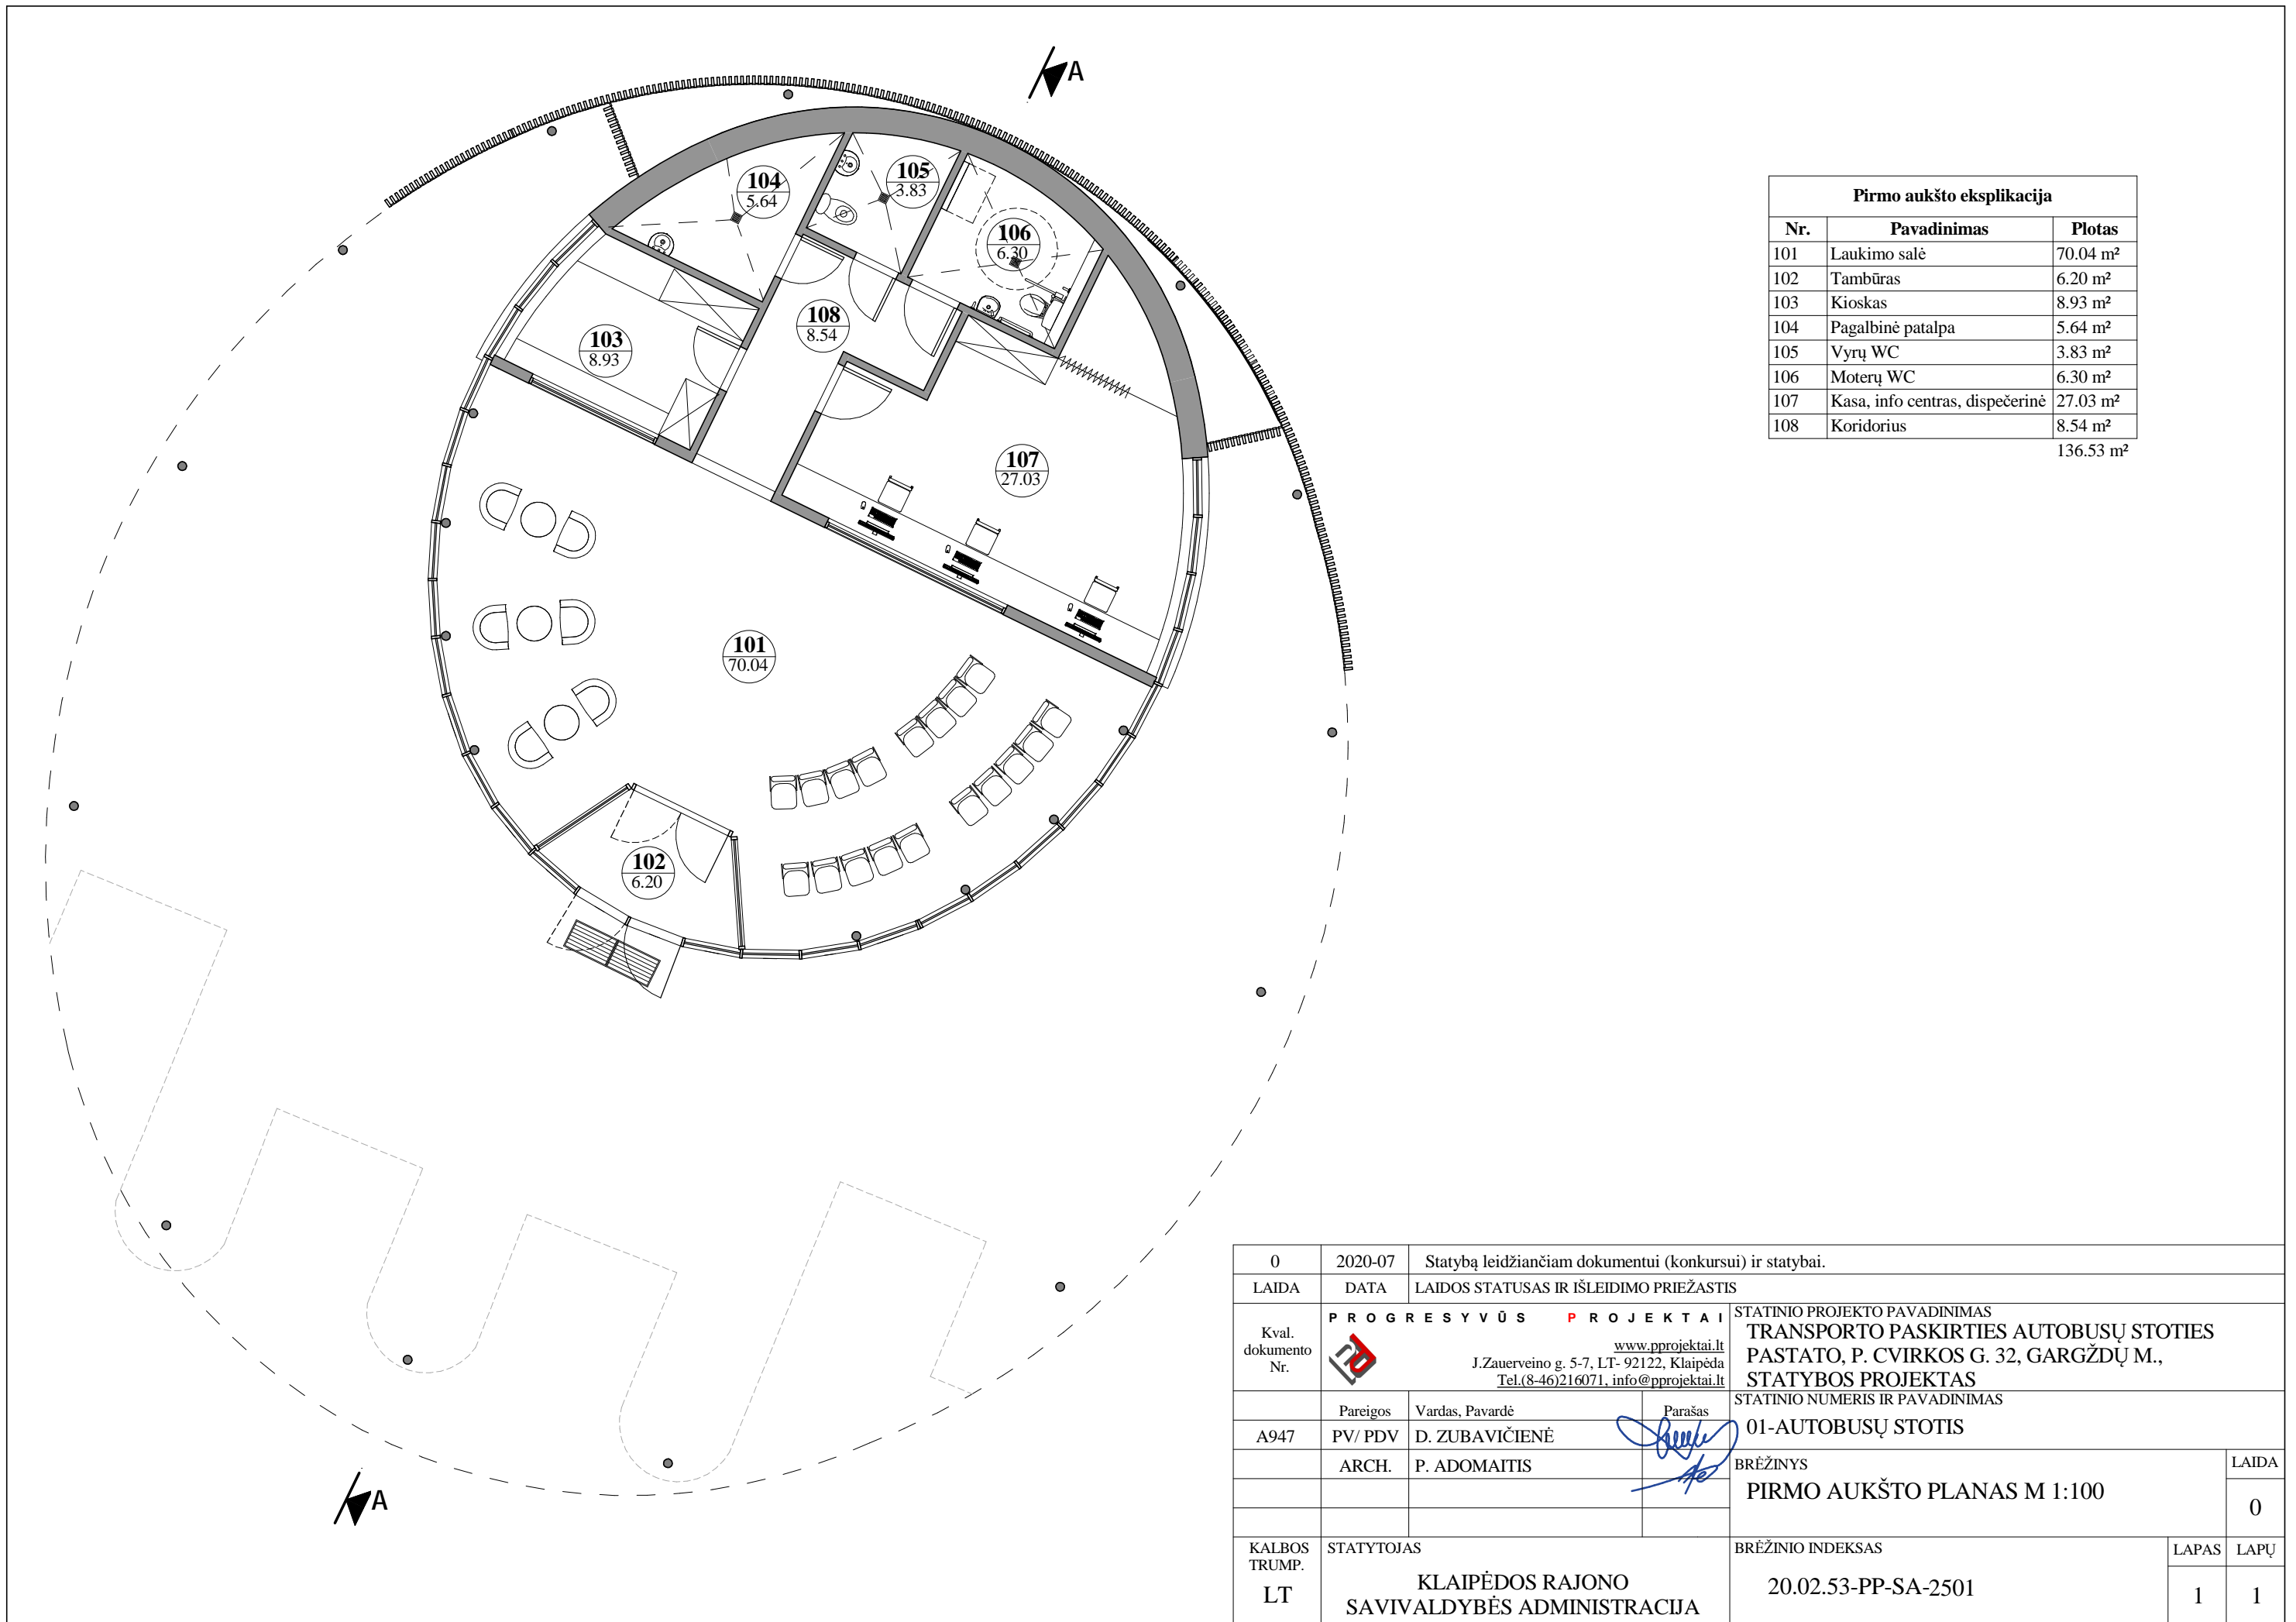 A
104
5.64
105
3.83
106
6.30
108
8.54
103
8.93
107
27.03
101
70.04
102
6.20
A
Pirmo aukšto eksplikacija
Nr. Pavadinimas Plotas
101 Laukimo salė 70.04 m²
102 Tambūras 6.20 m²
103 Kioskas 8.93 m²
104 Pagalbinė patalpa 5.64 m²
105 Vyrų WC 3.83 m²
106 Moterų WC 6.30 m²
107 Kasa, info centras, dispečerinė 27.03 m²
108 Koridorius 8.54 m²
136.53 m²
0 2020-07 Statybą leidžiančiam dokumentui (konkursui) ir statybai.
LAIDA DATA LAIDOS STATUSAS IR IŠLEIDIMO PRIEŽASTIS
Kval.
dokumento
Nr.
PROGRESYVŪS PROJEKTAI
www.pprojektai.lt
J.Zauerveino g. 5-7, LT- 92122, Klaipėda
Tel.(8-46)216071, info@pprojektai.lt
STATINIO PROJEKTO PAVADINIMAS
TRANSPORTO PASKIRTIES AUTOBUSŲ STOTIES
PASTATO, P. CVIRKOS G. 32, GARGŽDŲ M.,
STATYBOS PROJEKTAS
Pareigos Vardas, Pavardė Parašas
A947 PV/ PDV D. ZUBAVIČIENĖ
ARCH. P. ADOMAITIS
STATINIO NUMERIS IR PAVADINIMAS
01-AUTOBUSŲ STOTIS
BRĖŽINYS
PIRMO AUKŠTO PLANAS M 1:100
LAIDA
0
KALBOS
TRUMP.
LT
STATYTOJAS
KLAIPĖDOS RAJONO
SAVIVALDYBĖS ADMINISTRACIJA
BRĖŽINIO INDEKSAS
20.02.53-PP-SA-2501
LAPAS LAPŲ
1 1